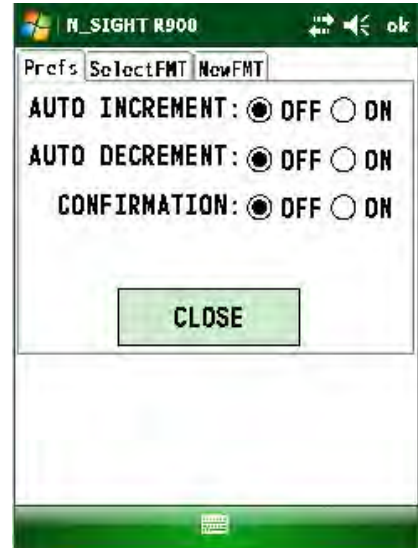 N_SIGHT R900 ok
Prefs SelectFMT NewFMT
AUTO INCREMENT: OFF ON
AUTO DECREMENT: OFF ON
CONFIRMATION: OFF ON
CLOSE